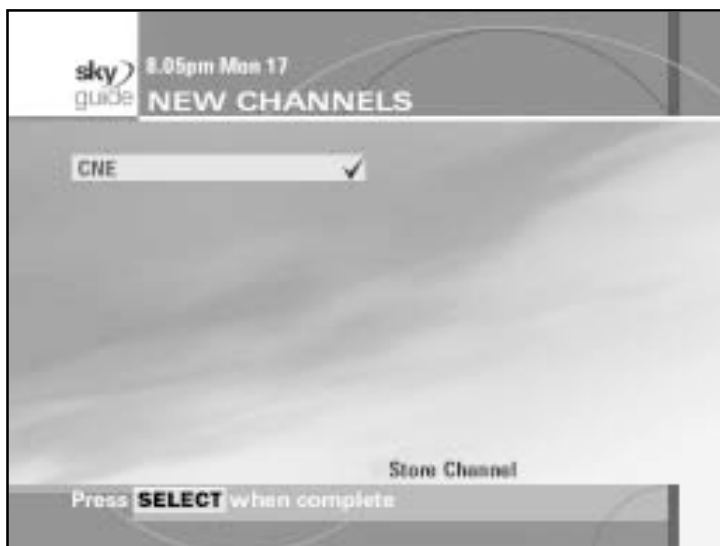 sky
guide
8.05pm Mon 17
NEW CHANNELS
CNE ✓
Store Channel
Press SELECT when complete